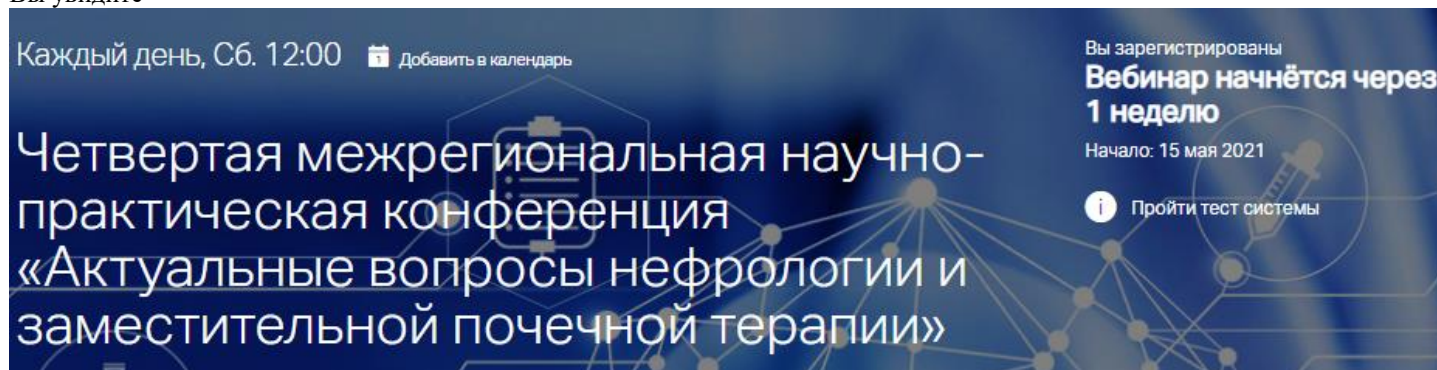 Каждый день, Сб. 12:00
1
Добавить в календарь
Четвертая межрегиональная научно-
практическая конференция
«Актуальные вопросы нефрологии и
заместительной почечной терапии»
Вы зарегистрированы
Вебинар начнётся через
1 неделю
Начало: 15 мая 2021
i Пройти тест системы